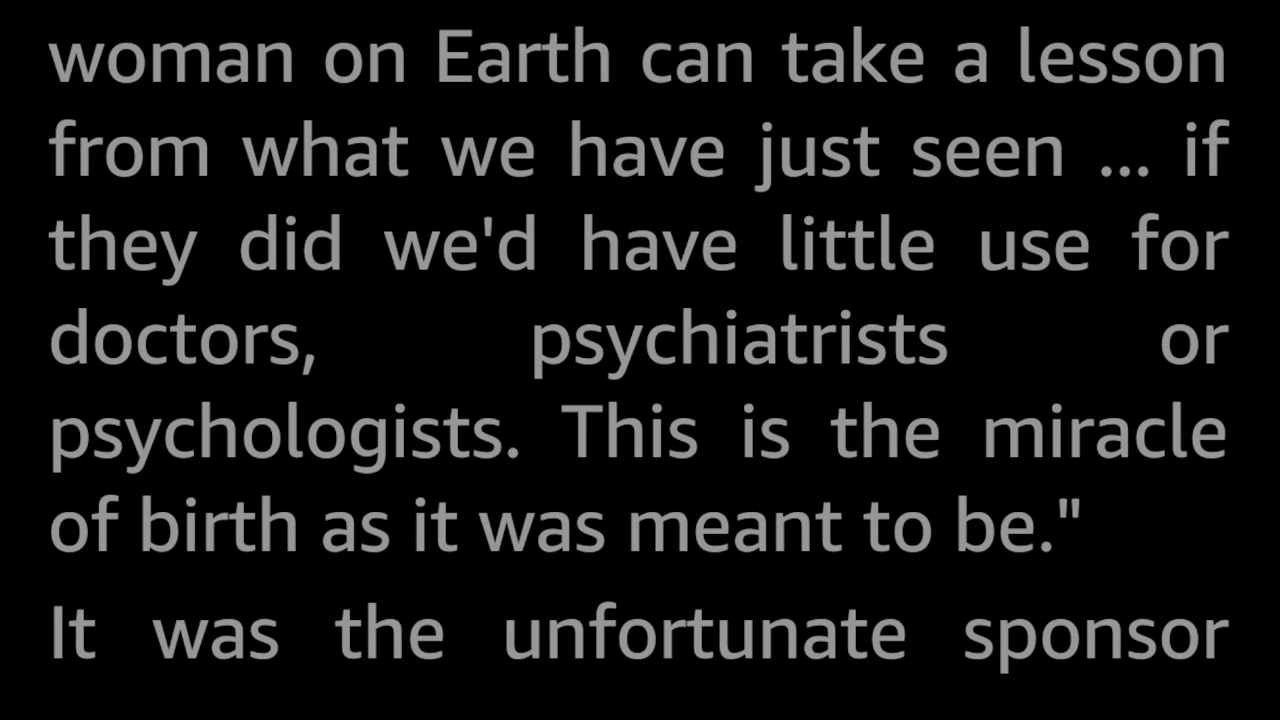 woman on Earth can take a lesson
from what we have just seen ... if
they did we'd have little use for
doctors, psychiatrists or
psychologists. This is the miracle
of birth as it was meant to be."
It was the unfortunate sponsor